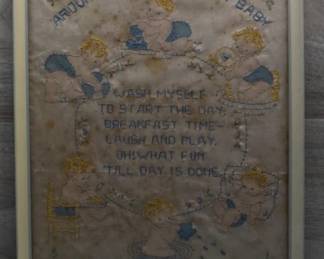 AROUN
BABY
WASH MYSELF
TO START THE DAY,
BREAKFAST TIME—
LAUGH AND PLAY.
OH! WHAT FUN
'TILL DAY IS DONE.